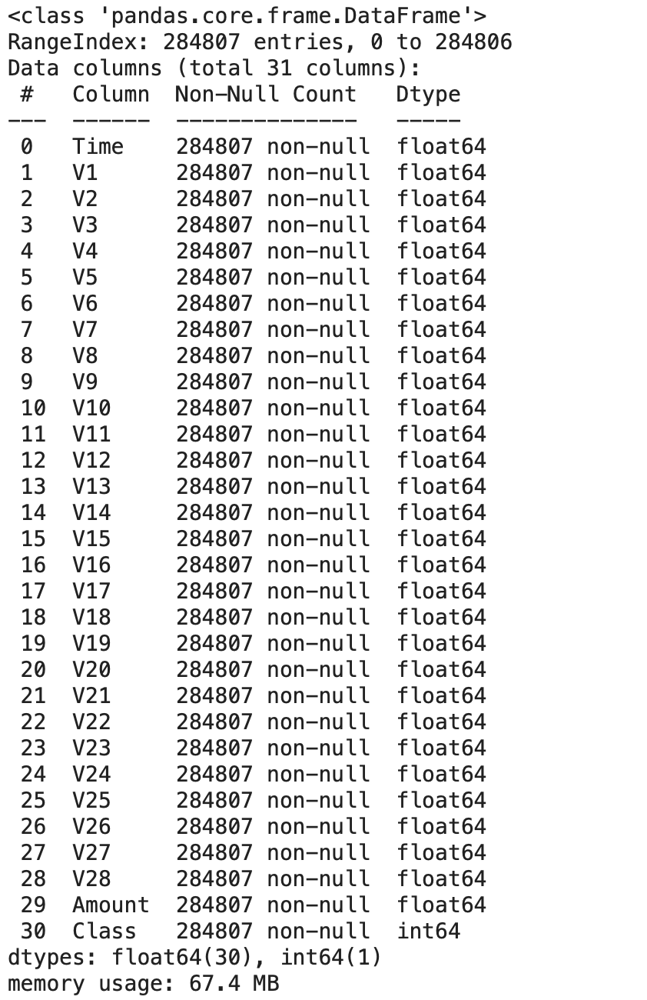 <class 'pandas.core.frame.DataFrame'>
RangeIndex: 284807 entries, 0 to 284806
Data columns (total 31 columns):
 #   Column  Non-Null Count   Dtype
---  ------  --------------   -----
 0   Time    284807 non-null  float64
 1   V1      284807 non-null  float64
 2   V2      284807 non-null  float64
 3   V3      284807 non-null  float64
 4   V4      284807 non-null  float64
 5   V5      284807 non-null  float64
 6   V6      284807 non-null  float64
 7   V7      284807 non-null  float64
 8   V8      284807 non-null  float64
 9   V9      284807 non-null  float64
 10  V10     284807 non-null  float64
 11  V11     284807 non-null  float64
 12  V12     284807 non-null  float64
 13  V13     284807 non-null  float64
 14  V14     284807 non-null  float64
 15  V15     284807 non-null  float64
 16  V16     284807 non-null  float64
 17  V17     284807 non-null  float64
 18  V18     284807 non-null  float64
 19  V19     284807 non-null  float64
 20  V20     284807 non-null  float64
 21  V21     284807 non-null  float64
 22  V22     284807 non-null  float64
 23  V23     284807 non-null  float64
 24  V24     284807 non-null  float64
 25  V25     284807 non-null  float64
 26  V26     284807 non-null  float64
 27  V27     284807 non-null  float64
 28  V28     284807 non-null  float64
 29  Amount  284807 non-null  float64
 30  Class   284807 non-null  int64
dtypes: float64(30), int64(1)
memory usage: 67.4 MB